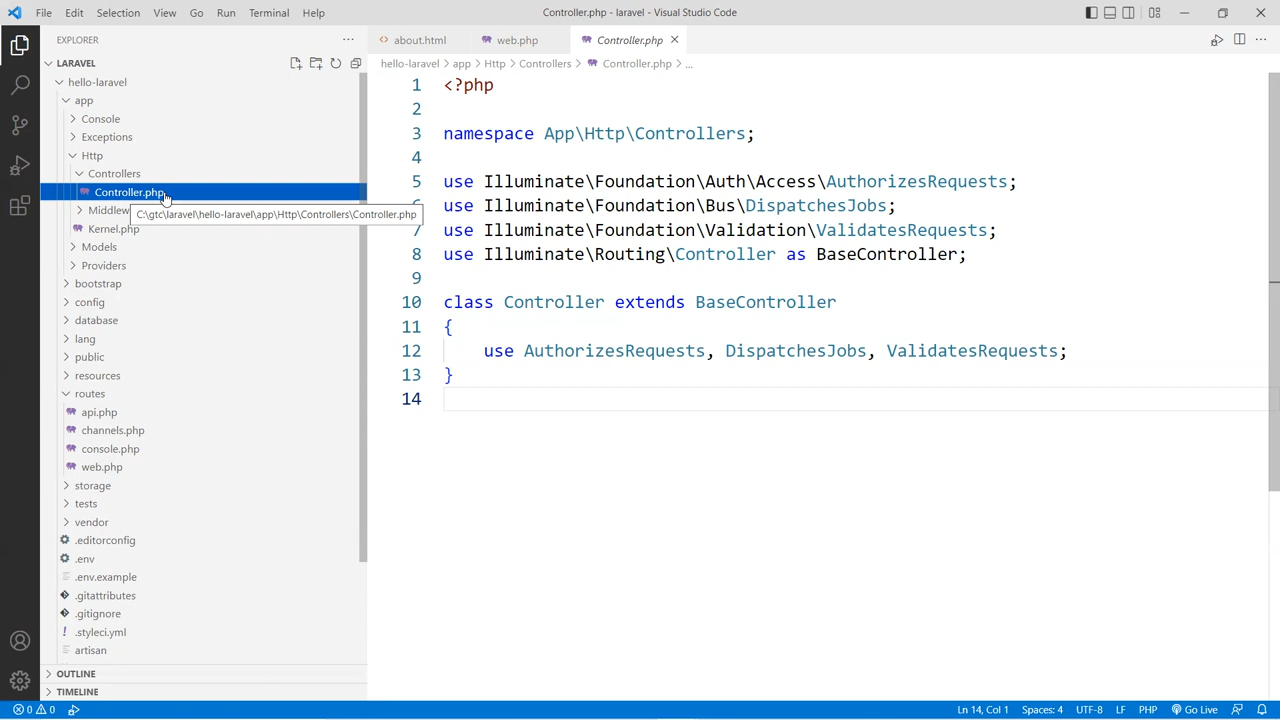 File Edit Selection View Go Run Terminal Help
Controller.php - laravel - Visual Studio Code
EXPLORER
LARAVEL
hello-laravel
app
Console
Exceptions
Http
Controllers
Controller.php
Middlew
C:\gtc\laravel\hello-laravel\app\Http\Controllers\Controller.php
Kernel.php
Models
Providers
bootstrap
config
database
lang
public
resources
routes
api.php
channels.php
console.php
web.php
storage
tests
vendor
.editorconfig
.env
.env.example
.gitattributes
.gitignore
.styleci.yml
artisan
OUTLINE
TIMELINE
about.html web.php Controller.php
hello-laravel > app > Http > Controllers > Controller.php > ...
1 <?php
2
3 namespace App\Http\Controllers;
4
5 use Illuminate\Foundation\Auth\Access\AuthorizesRequests;
6 use Illuminate\Foundation\Bus\DispatchesJobs;
7 use Illuminate\Foundation\Validation\ValidatesRequests;
8 use Illuminate\Routing\Controller as BaseController;
9
10 class Controller extends BaseController
11 {
12 use AuthorizesRequests, DispatchesJobs, ValidatesRequests;
13 }
14
0 0 Ln 14, Col 1 Spaces: 4 UTF-8 LF PHP Go Live